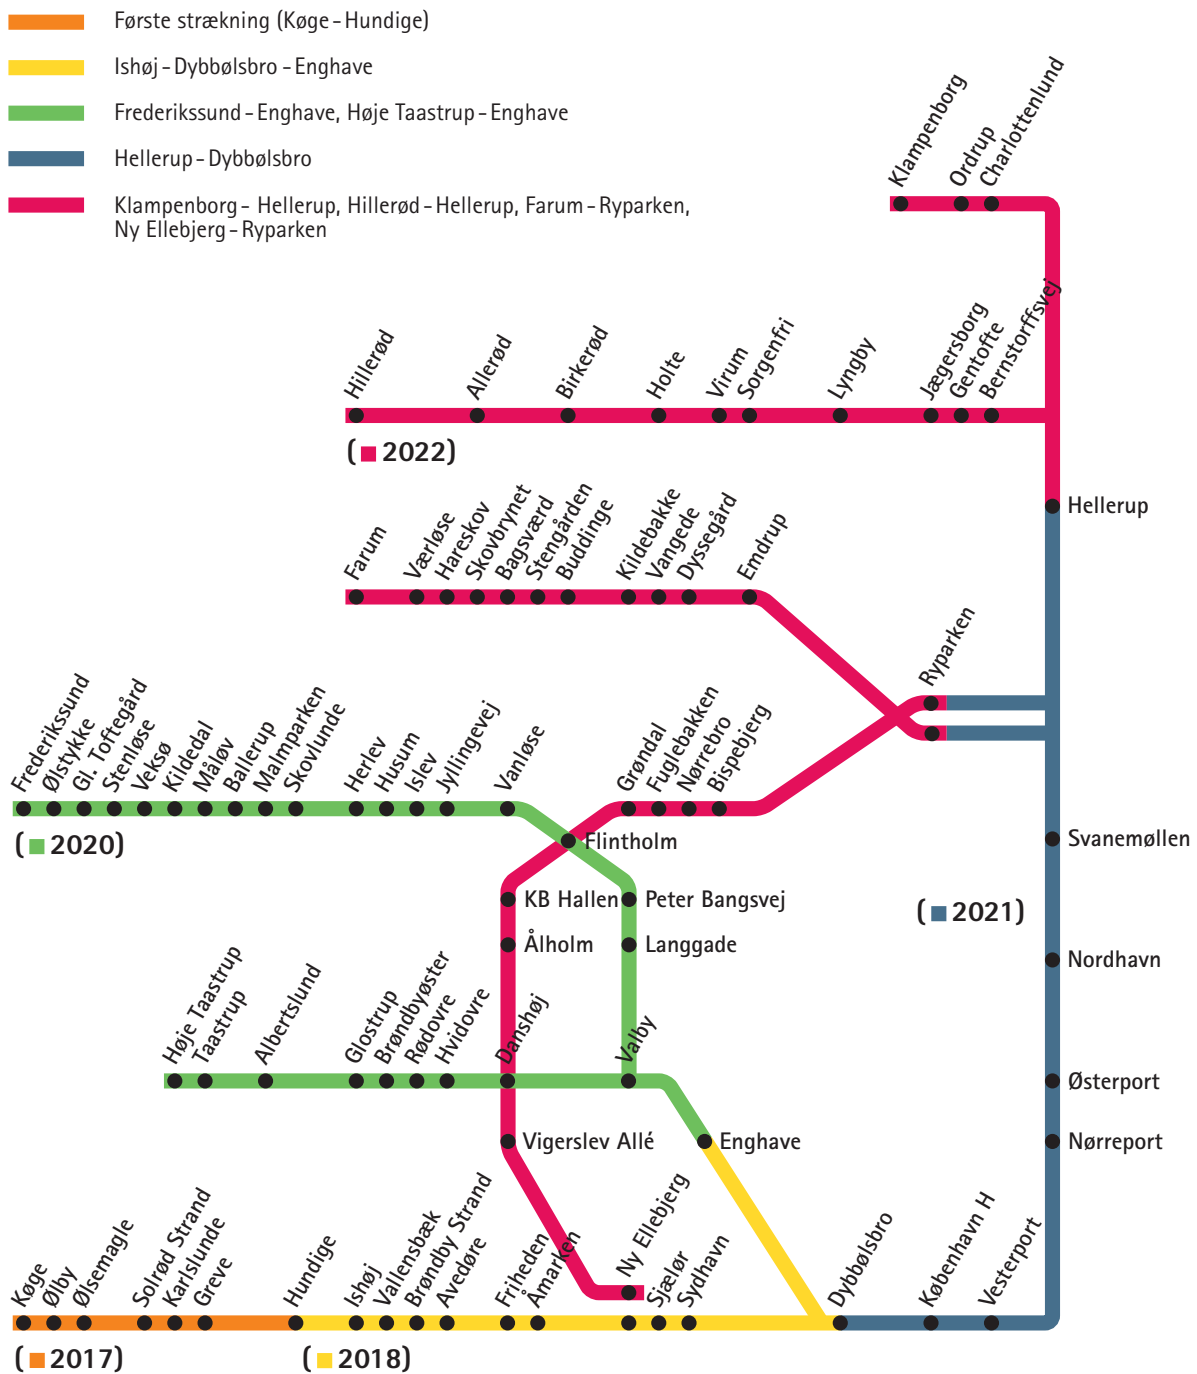 Første strækning (Køge - Hundige)
Ishøj - Dybbølsbro - Enghave
Frederikssund - Enghave, Høje Taastrup - Enghave
Hellerup - Dybbølsbro
Klampenborg - Hellerup, Hillerød - Hellerup, Farum - Ryparken,
Ny Ellebjerg - Ryparken
Klampenborg
Ordrup
Charlottenlund
Hillerød
Allerød
Birkerød
Holte
Virum
Sorgenfri
Lyngby
Jægersborg
Gentofte
Bernstorffsvej
(2022)
Hellerup
Farum
Værløse
Hareskov
Skovbrynet
Bagsværd
Stengården
Buddinge
Kildebakke
Vangede
Dyssegård
Emdrup
Ryparken
Frederikssund
Ølstykke
Gl. Toftegård
Stenløse
Veksø
Kildedal
Måløv
Ballerup
Malmparken
Skovlunde
Herlev
Husum
Islev
Jyllingevej
Vanløse
Grøndal
Fuglebakken
Nørrebro
Bispebjerg
(2020)
Flintholm
Svanemøllen
KB Hallen
Peter Bangsvej
(2021)
Ålholm
Langgade
Nordhavn
Høje Taastrup
Taastrup
Albertslund
Glostrup
Brøndbyøster
Rødovre
Hvidovre
Danshøj
Valby
Østerport
Vigerslev Allé
Enghave
Nørreport
Køge
Ølby
Ølsemagle
Solrød Strand
Karlslunde
Greve
Hundige
Ishøj
Vallensbæk
Brøndby Strand
Avedøre
Friheden
Åmarken
Ny Ellebjerg
Sjælør
Sydhavn
Dybbølsbro
København H
Vesterport
(2017)
(2018)